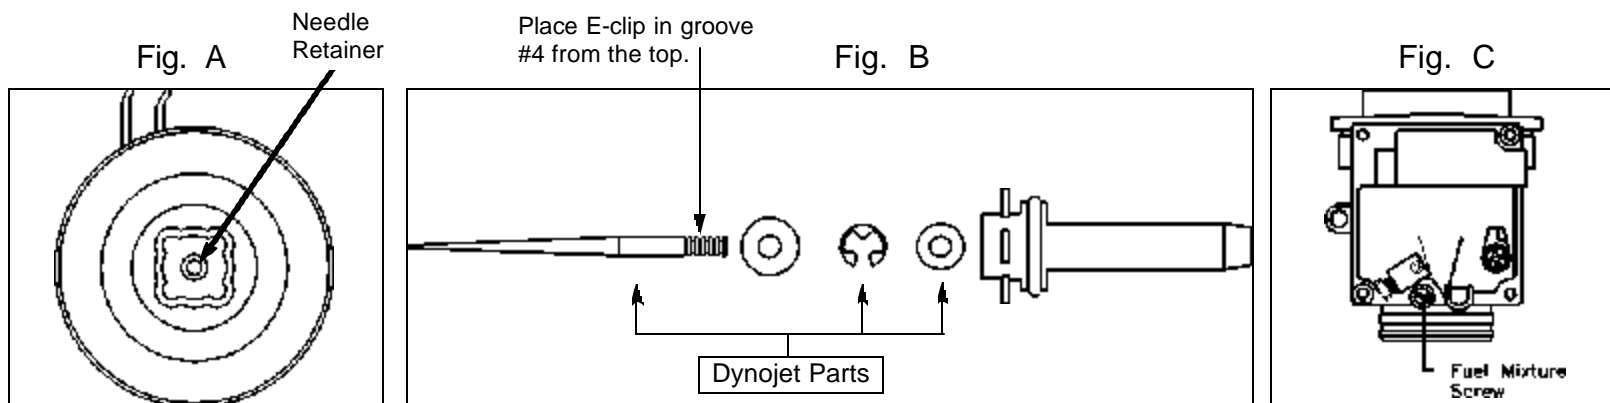 Needle
Retainer
Fig. A
Place E-clip in groove
#4 from the top.
Fig. B
Fig. C
Dynojet Parts
Fuel Mixture
Screw